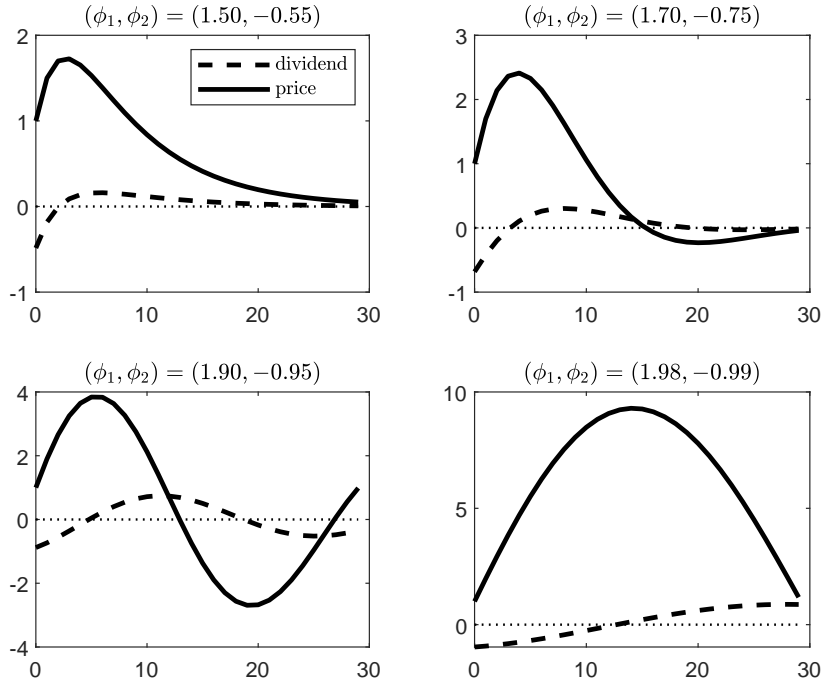 (ϕ₁, ϕ₂) = (1.50, −0.55)
2
1
0
-1
0 10 20 30
dividend
price
(ϕ₁, ϕ₂) = (1.70, −0.75)
3
2
1
0
-1
0 10 20 30
(ϕ₁, ϕ₂) = (1.90, −0.95)
4
2
0
-2
-4
0 10 20 30
(ϕ₁, ϕ₂) = (1.98, −0.99)
10
5
0
0 10 20 30